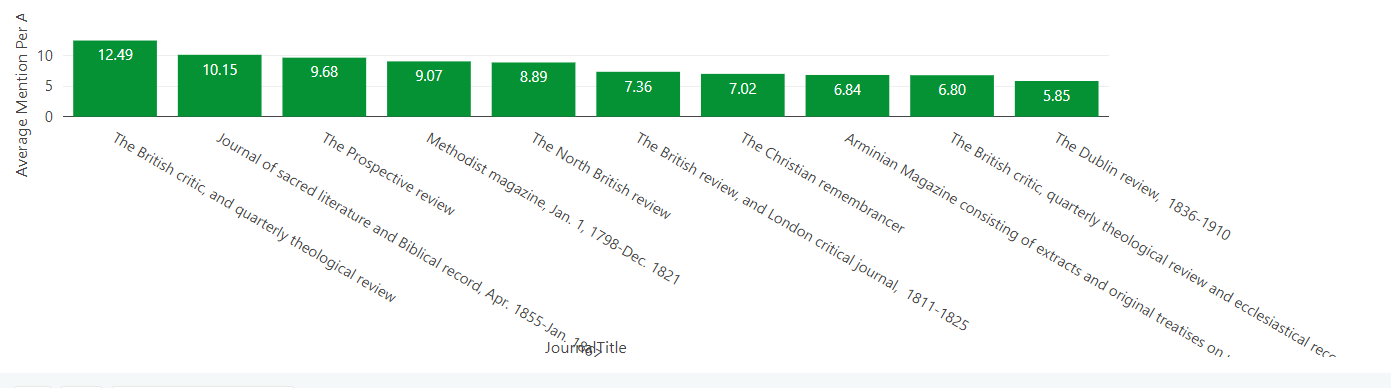 Average Mention Per A
10
5
0
12.49
10.15
9.68
9.07
8.89
7.36
7.02
6.84
6.80
5.85
The British critic, and quarterly theological review
Journal of sacred literature and Biblical record, Apr. 1855-Jan. 1867
The Prospective review
Methodist magazine, Jan. 1, 1798-Dec. 1821
The North British review
The British review, and London critical journal, 1811-1825
The Christian remembrancer
Arminian Magazine consisting of extracts and original treatises on
The British critic, quarterly theological review and ecclesiastical
The Dublin review, 1836-1910
JournalTitle